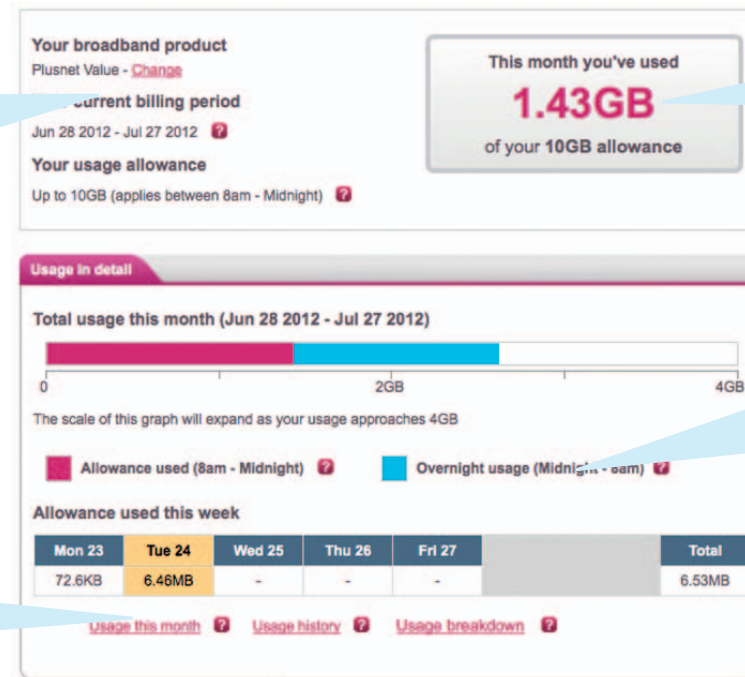 Your broadband product
Plusnet Value - Change
current billing period
Jun 28 2012 - Jul 27 2012 ?
Your usage allowance
Up to 10GB (applies between 8am - Midnight) ?
This month you've used
1.43GB
of your 10GB allowance
Usage in detail
Total usage this month (Jun 28 2012 - Jul 27 2012)
0 2GB 4GB
The scale of this graph will expand as your usage approaches 4GB
Allowance used (8am - Midnight) ? Overnight usage (Midnight - 8am) ?
Allowance used this week
Mon 23 Tue 24 Wed 25 Thu 26 Fri 27 Total
72.6KB 6.46MB - - - 6.53MB
Usage this month ? Usage history ? Usage breakdown ?